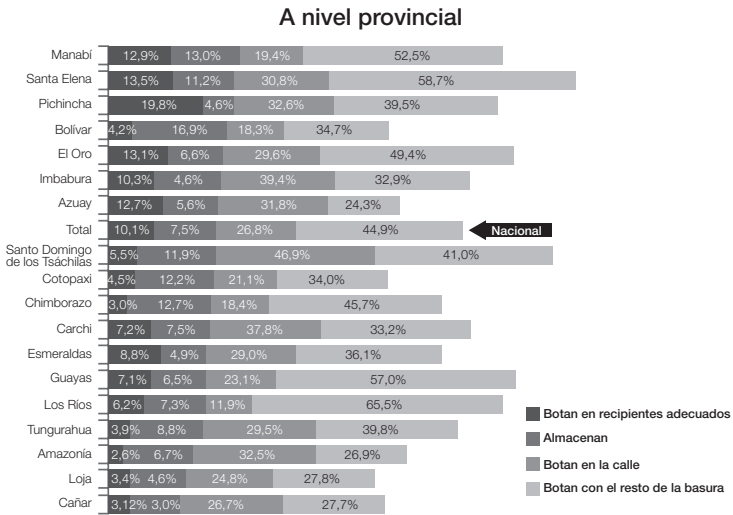 A nivel provincial
Manabí 12,9% 13,0% 19,4% 52,5%
Santa Elena 13,5% 11,2% 30,8% 58,7%
Pichincha 19,8% 4,6% 32,6% 39,5%
Bolívar 4,2% 16,9% 18,3% 34,7%
El Oro 13,1% 6,6% 29,6% 49,4%
Imbabura 10,3% 4,6% 39,4% 32,9%
Azuay 12,7% 5,6% 31,8% 24,3%
Total 10,1% 7,5% 26,8% 44,9% Nacional
Santo Domingo
de los Tsáchilas 5,5% 11,9% 46,9% 41,0%
Cotopaxi 4,5% 12,2% 21,1% 34,0%
Chimborazo 3,0% 12,7% 18,4% 45,7%
Carchi 7,2% 7,5% 37,8% 33,2%
Esmeraldas 8,8% 4,9% 29,0% 36,1%
Guayas 7,1% 6,5% 23,1% 57,0%
Los Ríos 6,2% 7,3% 11,9% 65,5%
Tungurahua 3,9% 8,8% 29,5% 39,8%
Amazonía 2,6% 6,7% 32,5% 26,9%
Loja 3,4% 4,6% 24,8% 27,8%
Cañar 3,12% 3,0% 26,7% 27,7%
Botan en recipientes adecuados
Almacenan
Botan en la calle
Botan con el resto de la basura